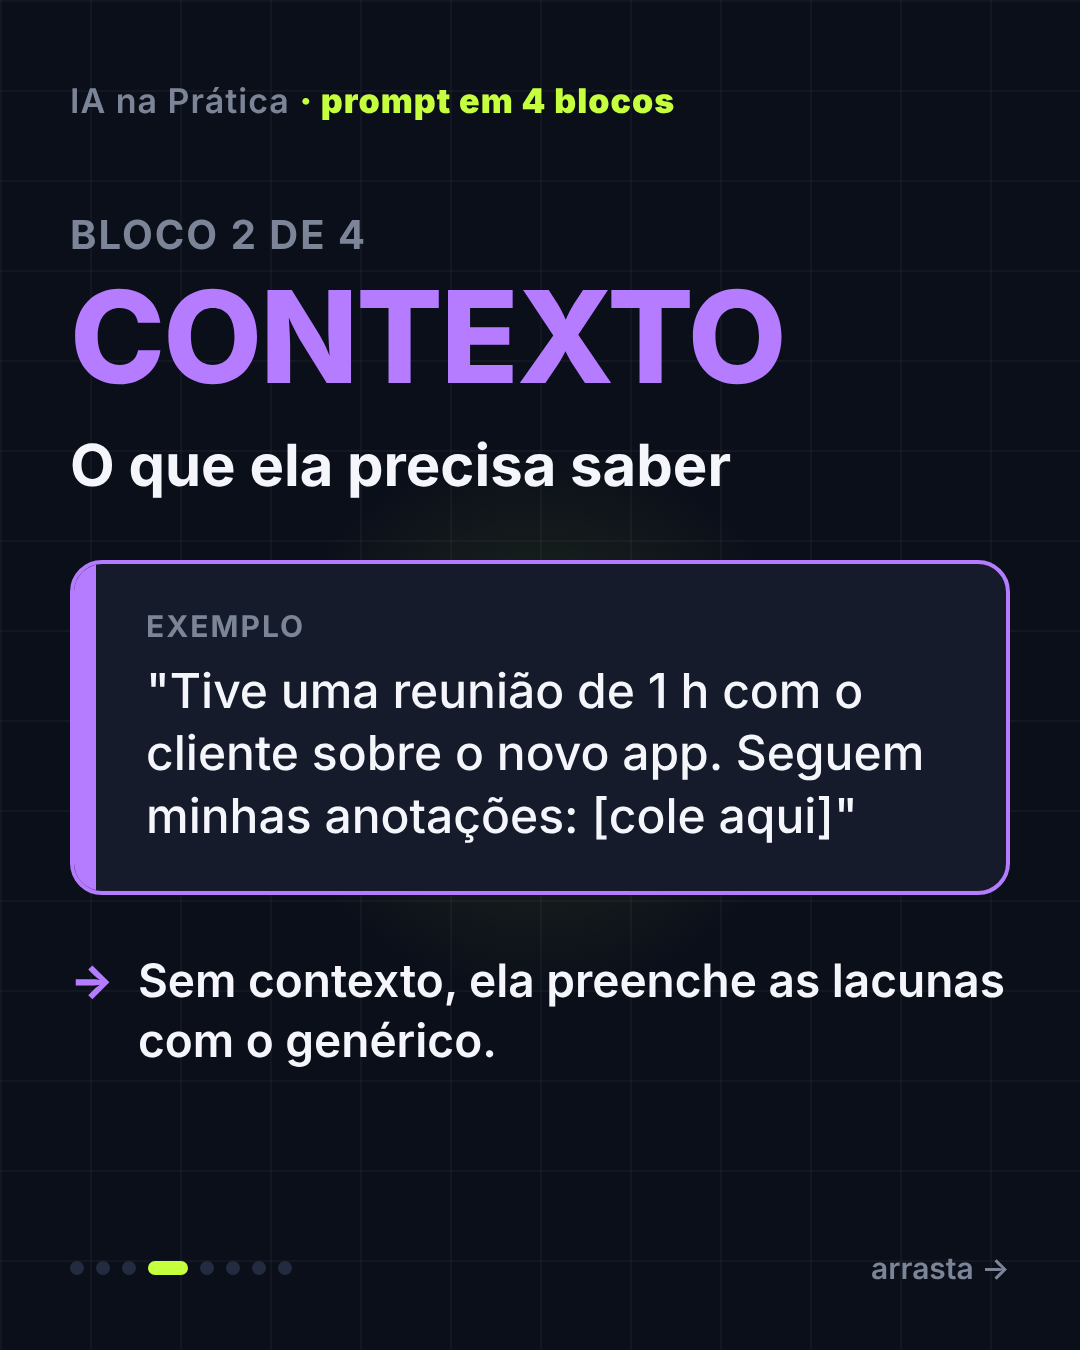 IA na Prática · prompt em 4 blocos
BLOCO 2 DE 4
CONTEXTO
O que ela precisa saber
EXEMPLO
"Tive uma reunião de 1 h com o
cliente sobre o novo app. Seguem
minhas anotações: [cole aqui]"
→ Sem contexto, ela preenche as lacunas
com o genérico.
arrasta →